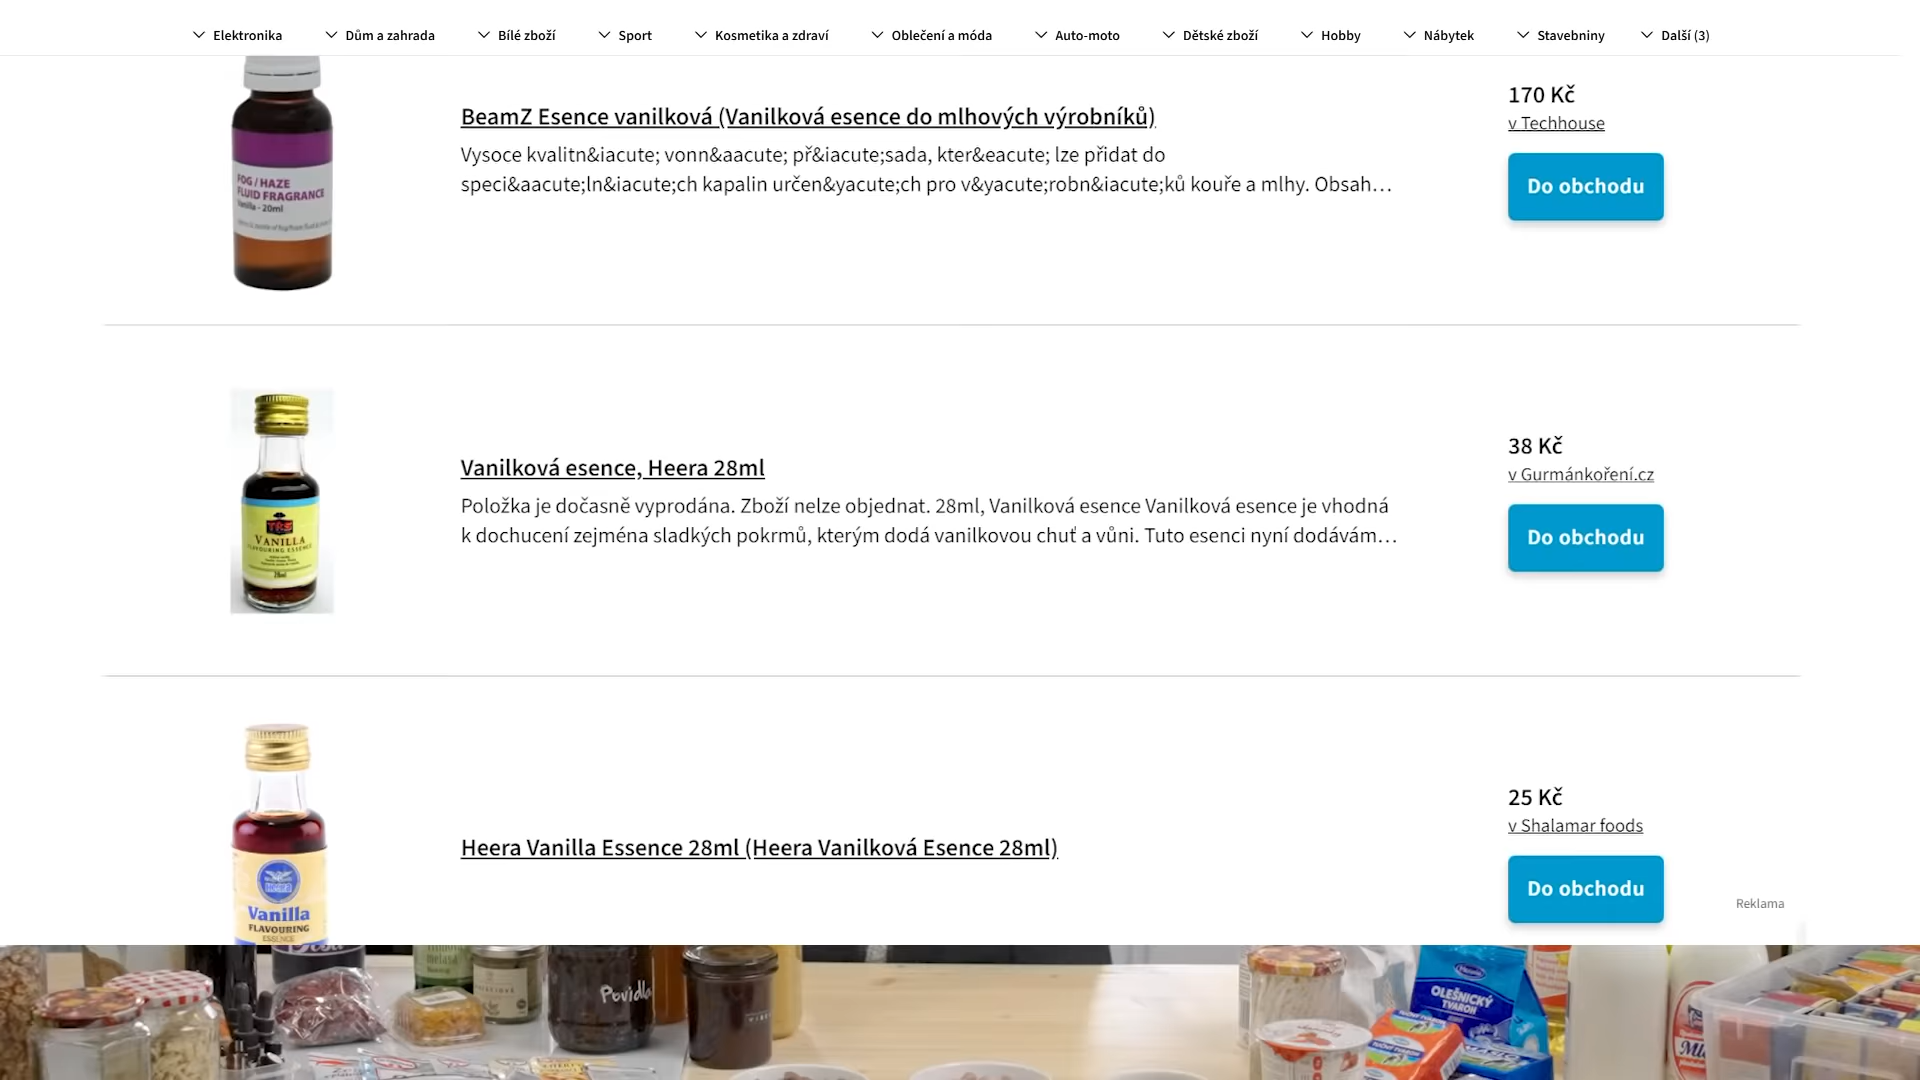 Elektronika
Dům a zahrada
Bílé zboží
Sport
Kosmetika a zdraví
Oblečení a móda
Auto-moto
Dětské zboží
Hobby
Nábytek
Stavebniny
Další (3)
FOG / HAZE
FLUID FRAGRANCE
Vanilla - 20ml
BeamZ Esence vanilková (Vanilková esence do mlhových výrobníků)
Vysoce kvalitn&iacute; vonn&aacute; př&iacute;sada, kter&eacute; lze přidat do
speci&aacute;ln&iacute;ch kapalin určen&yacute;ch pro v&yacute;robn&iacute;ků kouře a mlhy. Obsah…
170 Kč
v Techhouse
Do obchodu
TRS
VANILLA
FLAVOURING ESSENCE
28ml
Vanilková esence, Heera 28ml
Položka je dočasně vyprodána. Zboží nelze objednat. 28ml, Vanilková esence Vanilková esence je vhodná
k dochucení zejména sladkých pokrmů, kterým dodá vanilkovou chuť a vůni. Tuto esenci nyní dodávám…
38 Kč
v Gurmánkoření.cz
Do obchodu
Vanilla
FLAVOURING
ESSENCE
Heera Vanilla Essence 28ml (Heera Vanilková Esence 28ml)
25 Kč
v Shalamar foods
Do obchodu
Reklama
melasa
Povidla
OLEŠNICKÝ
TVAROH